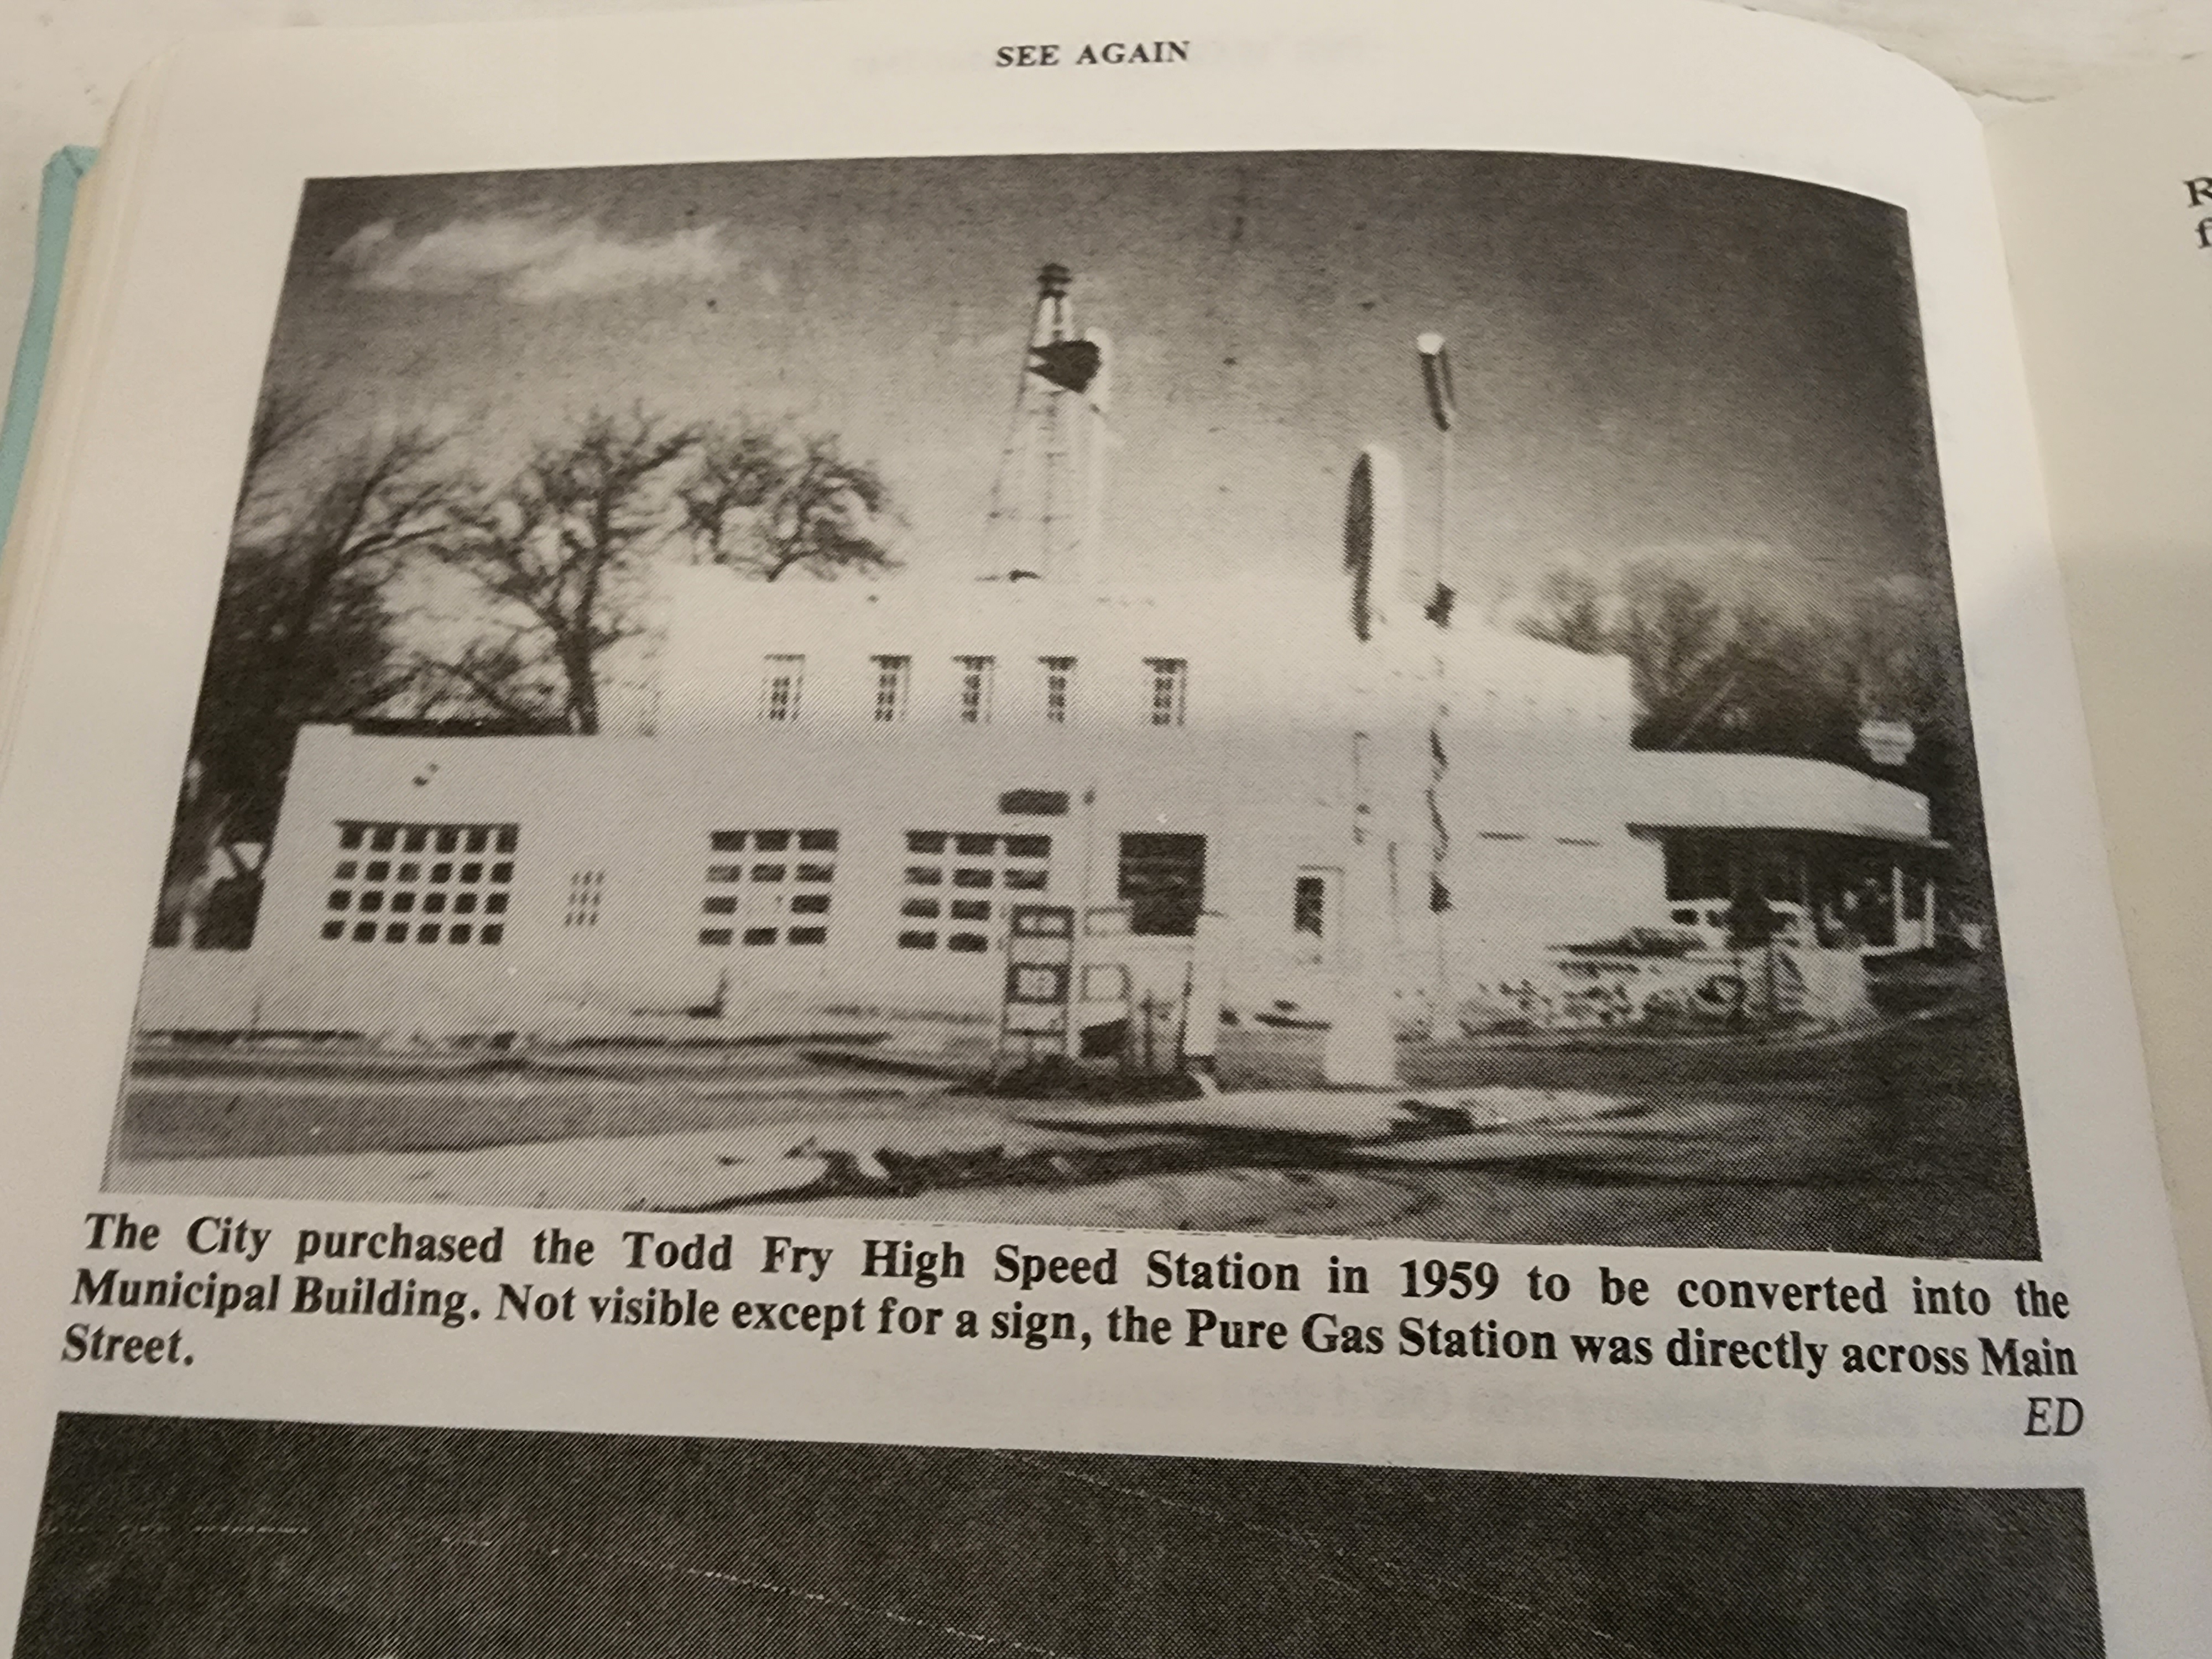 SEE AGAIN
The City purchased the Todd Fry High Speed Station in 1959 to be converted into the
Municipal Building. Not visible except for a sign, the Pure Gas Station was directly across Main
Street.
ED
R
f